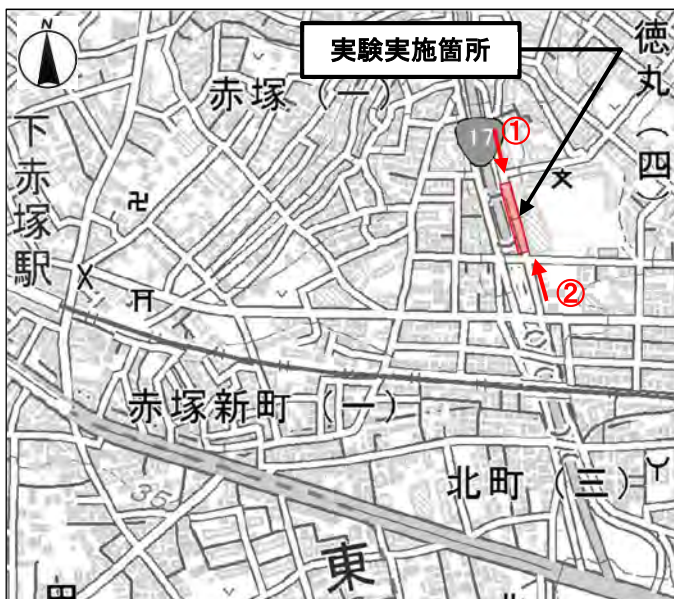 N
実験実施箇所
徳丸(四)
赤塚(一)
17
①
下赤塚駅
②
赤塚新町(一)
北町(三)
35
東